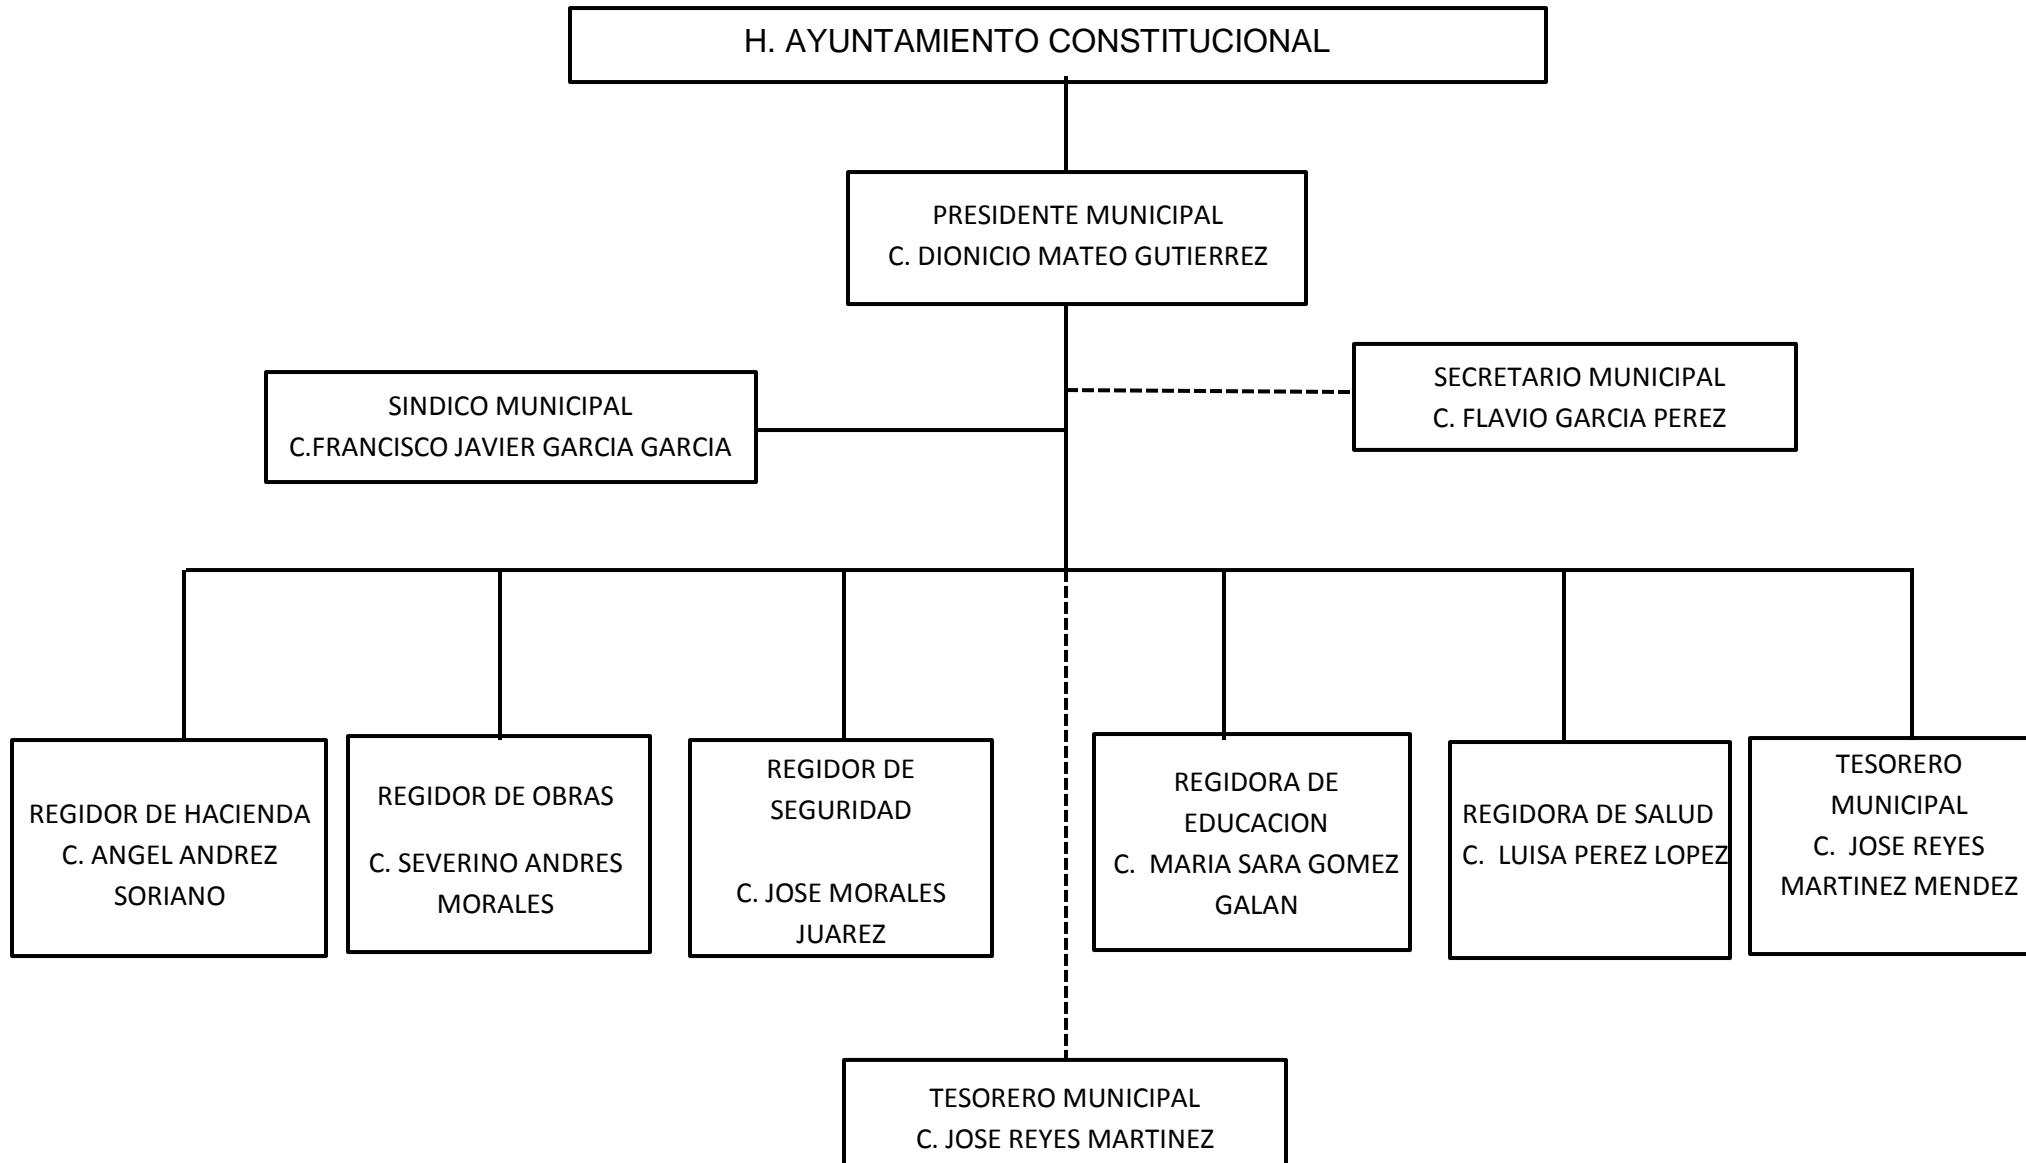 H. AYUNTAMIENTO CONSTITUCIONAL
PRESIDENTE MUNICIPAL
C. DIONICIO MATEO GUTIERREZ
SINDICO MUNICIPAL
C.FRANCISCO JAVIER GARCIA GARCIA
SECRETARIO MUNICIPAL
C. FLAVIO GARCIA PEREZ
REGIDOR DE HACIENDA
C. ANGEL ANDREZ
SORIANO
REGIDOR DE OBRAS
C. SEVERINO ANDRES
MORALES
REGIDOR DE
SEGURIDAD
C. JOSE MORALES
JUAREZ
REGIDORA DE
EDUCACION
C. MARIA SARA GOMEZ
GALAN
REGIDORA DE SALUD
C. LUISA PEREZ LOPEZ
TESORERO
MUNICIPAL
C. JOSE REYES
MARTINEZ MENDEZ
TESORERO MUNICIPAL
C. JOSE REYES MARTINEZ